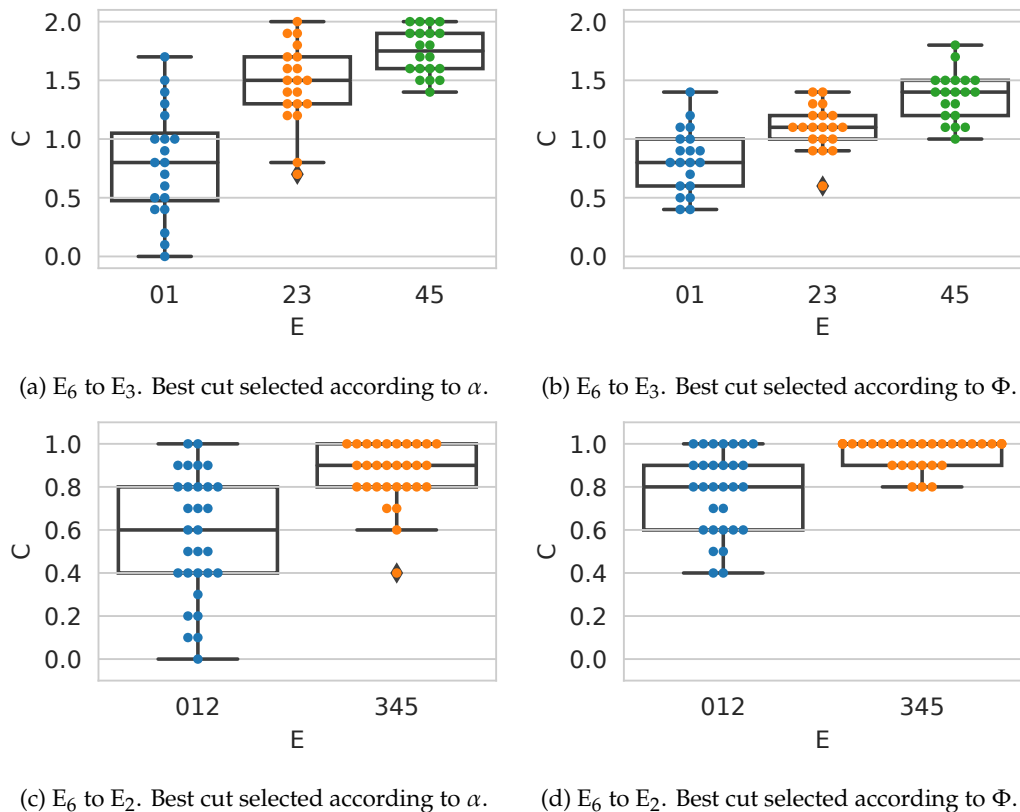 2.0
1.5
1.0
0.5
0.0
C
01 23 45
E
2.0
1.5
1.0
0.5
0.0
C
01 23 45
E
(a) E₆ to E₃. Best cut selected according to α.
(b) E₆ to E₃. Best cut selected according to Φ.
1.0
0.8
0.6
0.4
0.2
0.0
C
012 345
E
1.0
0.8
0.6
0.4
0.2
0.0
C
012 345
E
(c) E₆ to E₂. Best cut selected according to α.
(d) E₆ to E₂. Best cut selected according to Φ.